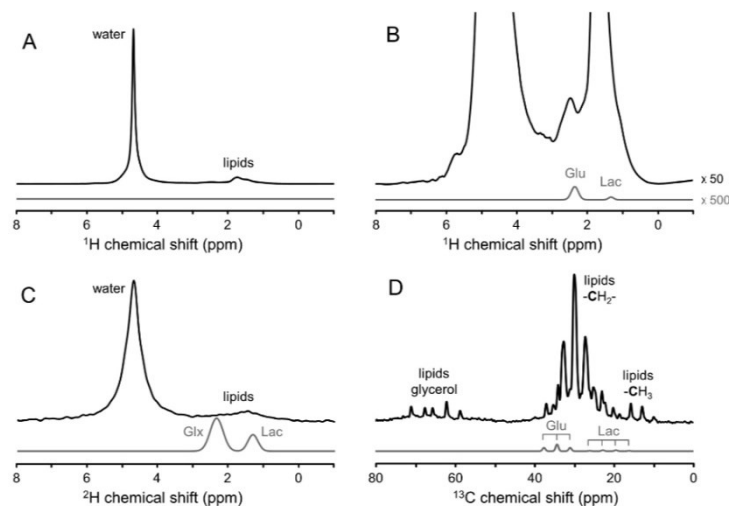 A
water
lipids
8 6 4 2 0
¹H chemical shift (ppm)
B
Glu
Lac
x 50
x 500
8 6 4 2 0
¹H chemical shift (ppm)
C
water
lipids
Glx
Lac
8 6 4 2 0
²H chemical shift (ppm)
D
lipids
-CH₂-
lipids
glycerol
lipids
-CH₃
Glu
Lac
80 60 40 20 0
¹³C chemical shift (ppm)